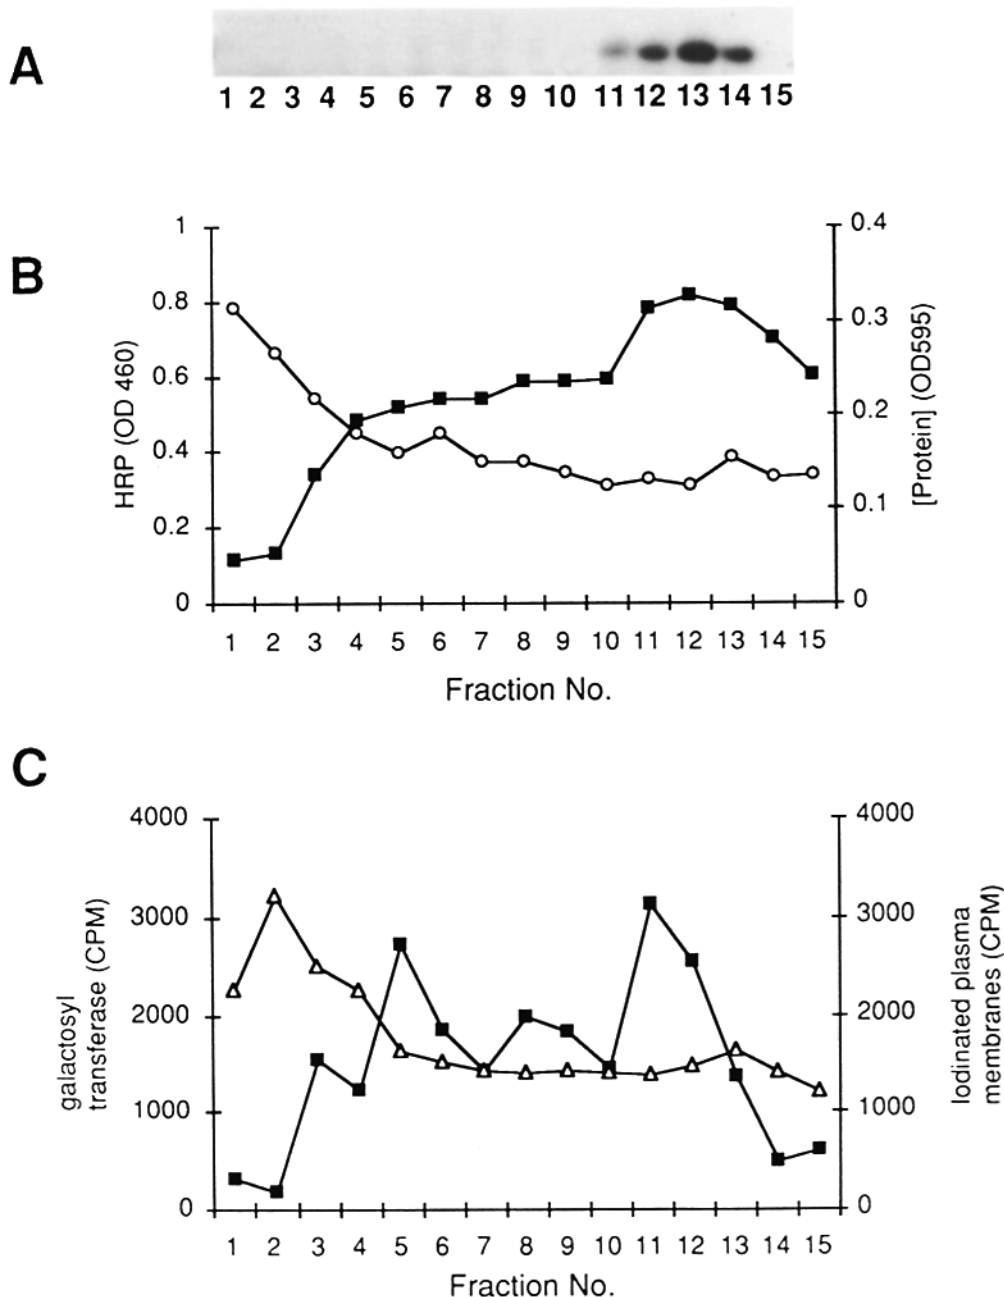 A
1 2 3 4 5 6 7 8 9 10 11 12 13 14 15
B
1
0.8
0.6
0.4
0.2
0
HRP (OD 460)
0.4
0.3
0.2
0.1
0
[Protein] (OD595)
1 2 3 4 5 6 7 8 9 10 11 12 13 14 15
Fraction No.
C
4000
3000
2000
1000
0
galactosyl
transferase (CPM)
4000
3000
2000
1000
0
Iodinated plasma
membranes (CPM)
1 2 3 4 5 6 7 8 9 10 11 12 13 14 15
Fraction No.